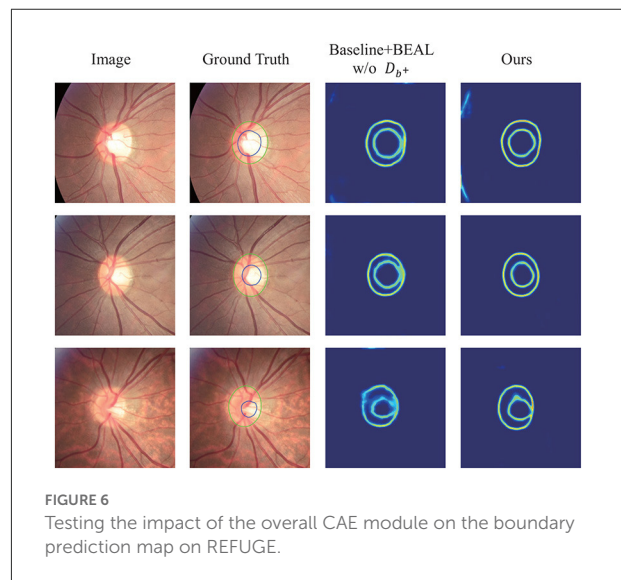 Image
Ground Truth
Baseline+BEAL
w/o D_b+
Ours
FIGURE 6
Testing the impact of the overall CAE module on the boundary
prediction map on REFUGE.